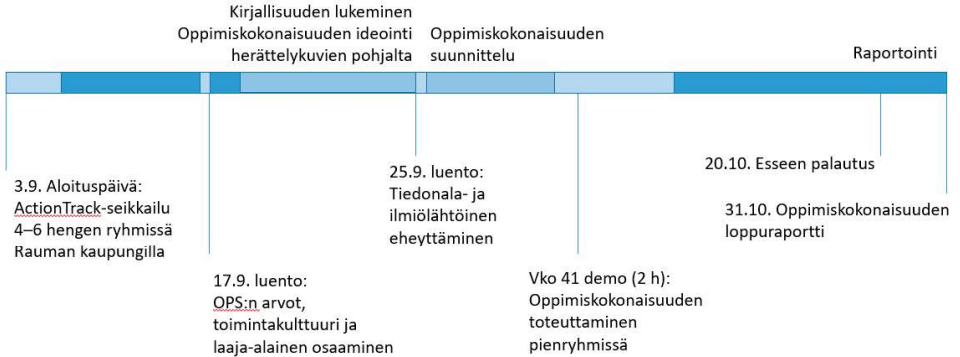 Kirjallisuuden lukeminen
Oppimiskokonaisuuden ideointi
herättelykuvien pohjalta
Oppimiskokonaisuuden
suunnittelu
Raportointi
3.9. Aloituspäivä:
ActionTrack-seikkailu
4–6 hengen ryhmissä
Rauman kaupungilla
17.9. luento:
OPS:n arvot,
toimintakulttuuri ja
laaja-alainen osaaminen
25.9. luento:
Tiedonala- ja
ilmiölähtöinen
eheyttäminen
Vko 41 demo (2 h):
Oppimiskokonaisuuden
toteuttaminen
pienryhmissä
20.10. Esseen palautus
31.10. Oppimiskokonaisuuden
loppuraportti